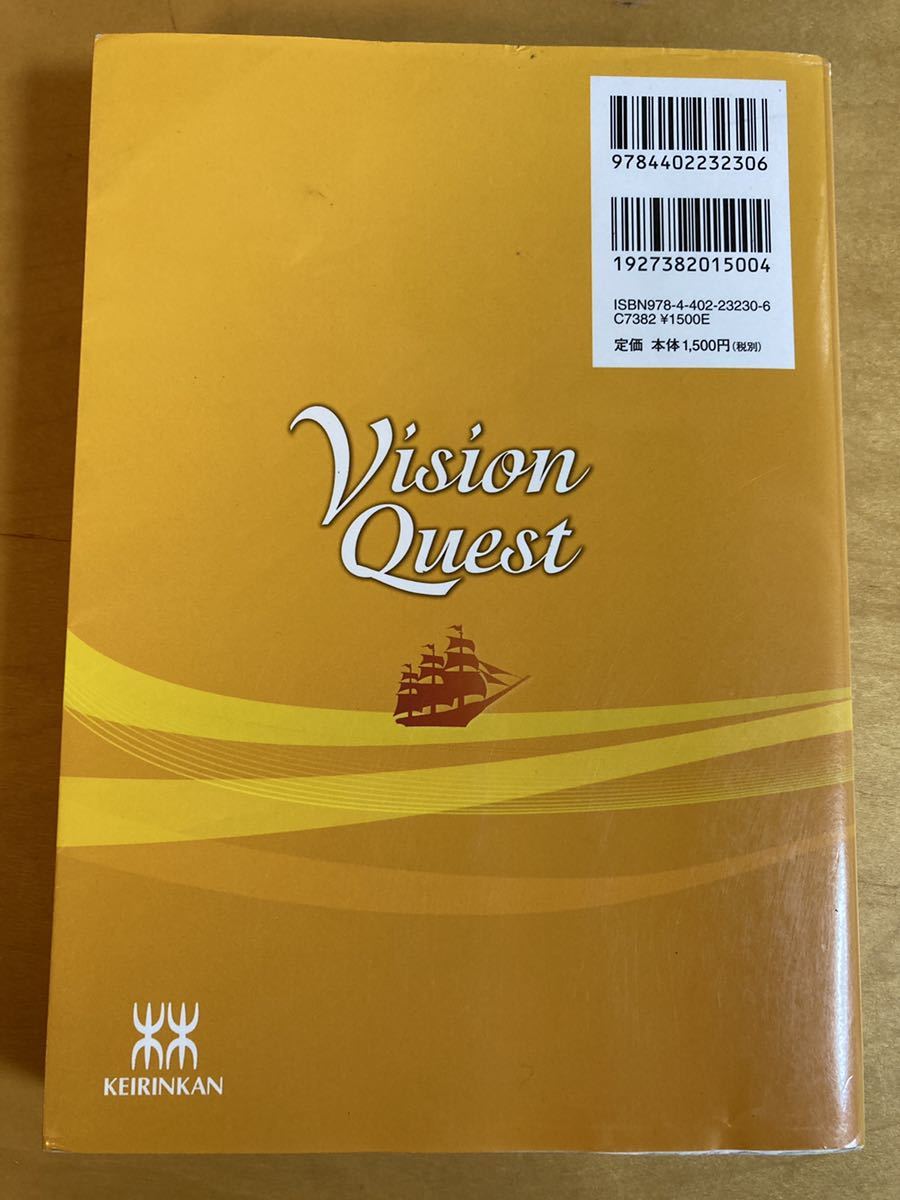 9784402232306
1927382015004
ISBN978-4-402-23230-6
C7382 ¥1500E
定価 本体1,500円(税別)
Vision
Quest
KEIRINKAN